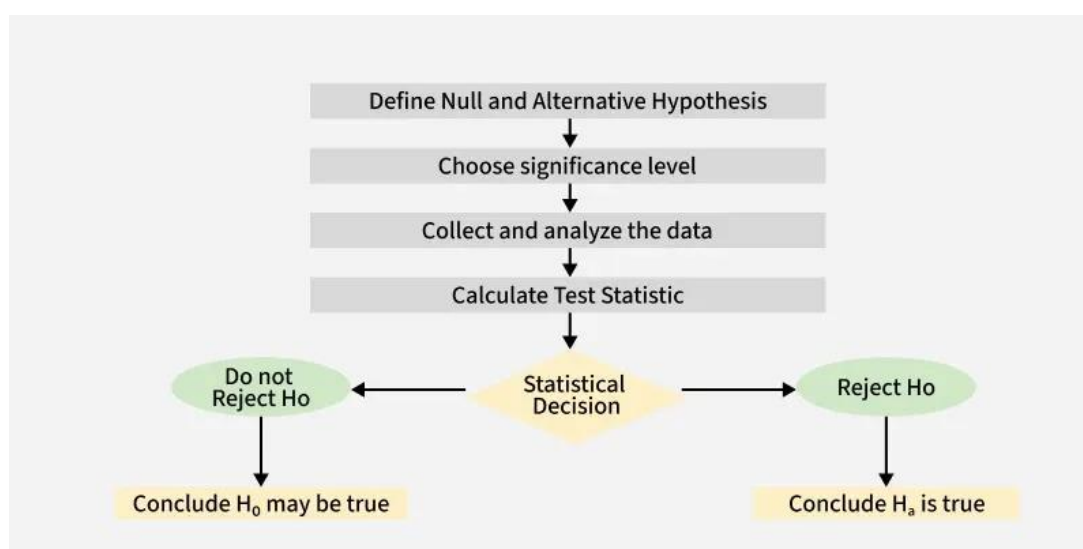 Define Null and Alternative Hypothesis
Choose significance level
Collect and analyze the data
Calculate Test Statistic
Do not
Reject Ho
Statistical
Decision
Reject Ho
Conclude H₀ may be true
Conclude Hₐ is true